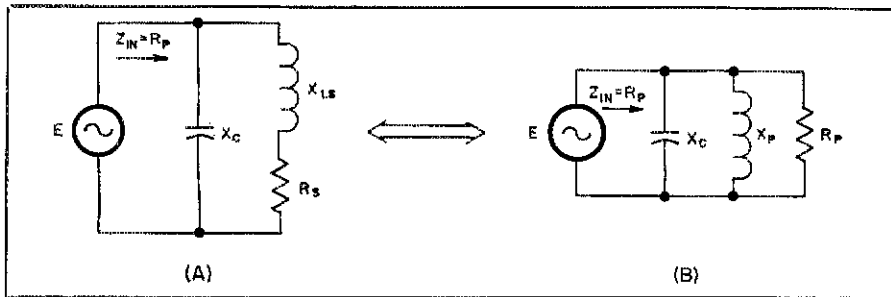 Z_IN = R_P
X_LS
E
X_C
R_S
(A)
Z_IN = R_P
E
X_C
X_P
R_P
(B)